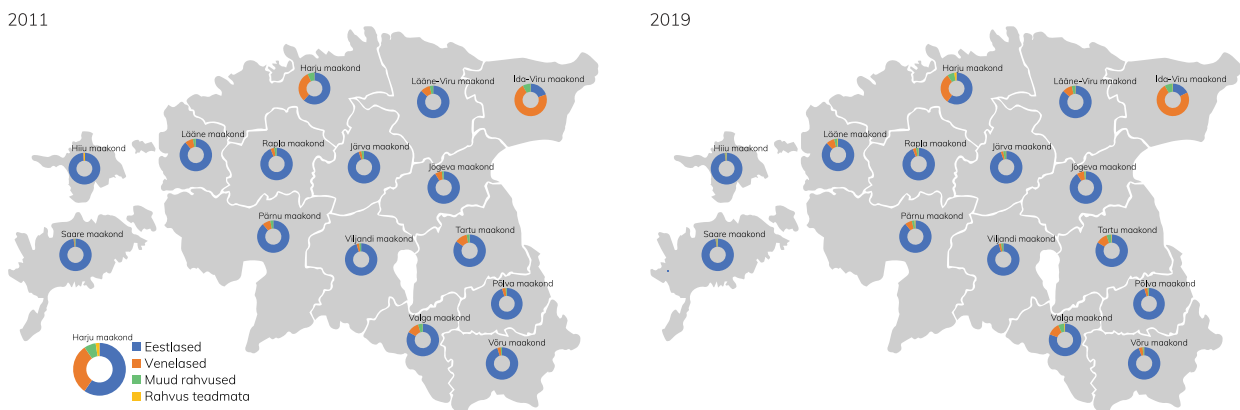 2011
Harju maakond
Lääne-Viru maakond
Ida-Viru maakond
Lääne maakond
Rapla maakond
Järva maakond
Hiiu maakond
Jõgeva maakond
Pärnu maakond
Viljandi maakond
Tartu maakond
Saare maakond
Põlva maakond
Valga maakond
Võru maakond
Harju maakond
Eestlased
Venelased
Muud rahvused
Rahvus teadmata
2019
Harju maakond
Lääne-Viru maakond
Ida-Viru maakond
Lääne maakond
Rapla maakond
Järva maakond
Hiiu maakond
Jõgeva maakond
Pärnu maakond
Viljandi maakond
Tartu maakond
Saare maakond
Põlva maakond
Valga maakond
Võru maakond